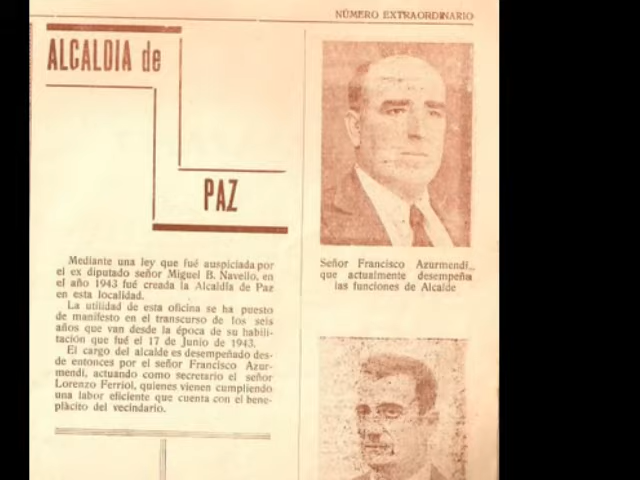 NÚMERO EXTRAORDINARIO
ALCALDIA de
PAZ
Mediante una ley que fué auspiciada por
el ex diputado señor Miguel B. Navello, en
el año 1943 fué creada la Alcaldía de Paz
en esta localidad.
La utilidad de esta oficina se ha puesto
de manifiesto en el transcurso de los seis
años que van desde la época de su habili-
tación que fué el 17 de Junio de 1943.
El cargo del alcalde es desempeñado des-
de entonces por el señor Francisco Azur-
mendi, actuando como secretario el señor
Lorenzo Ferriol, quienes vienen cumpliendo
una labor eficiente que cuenta con el bene-
plácito del vecindario.
Señor Francisco Azurmendi,
que actualmente desempeña
las funciones de Alcalde